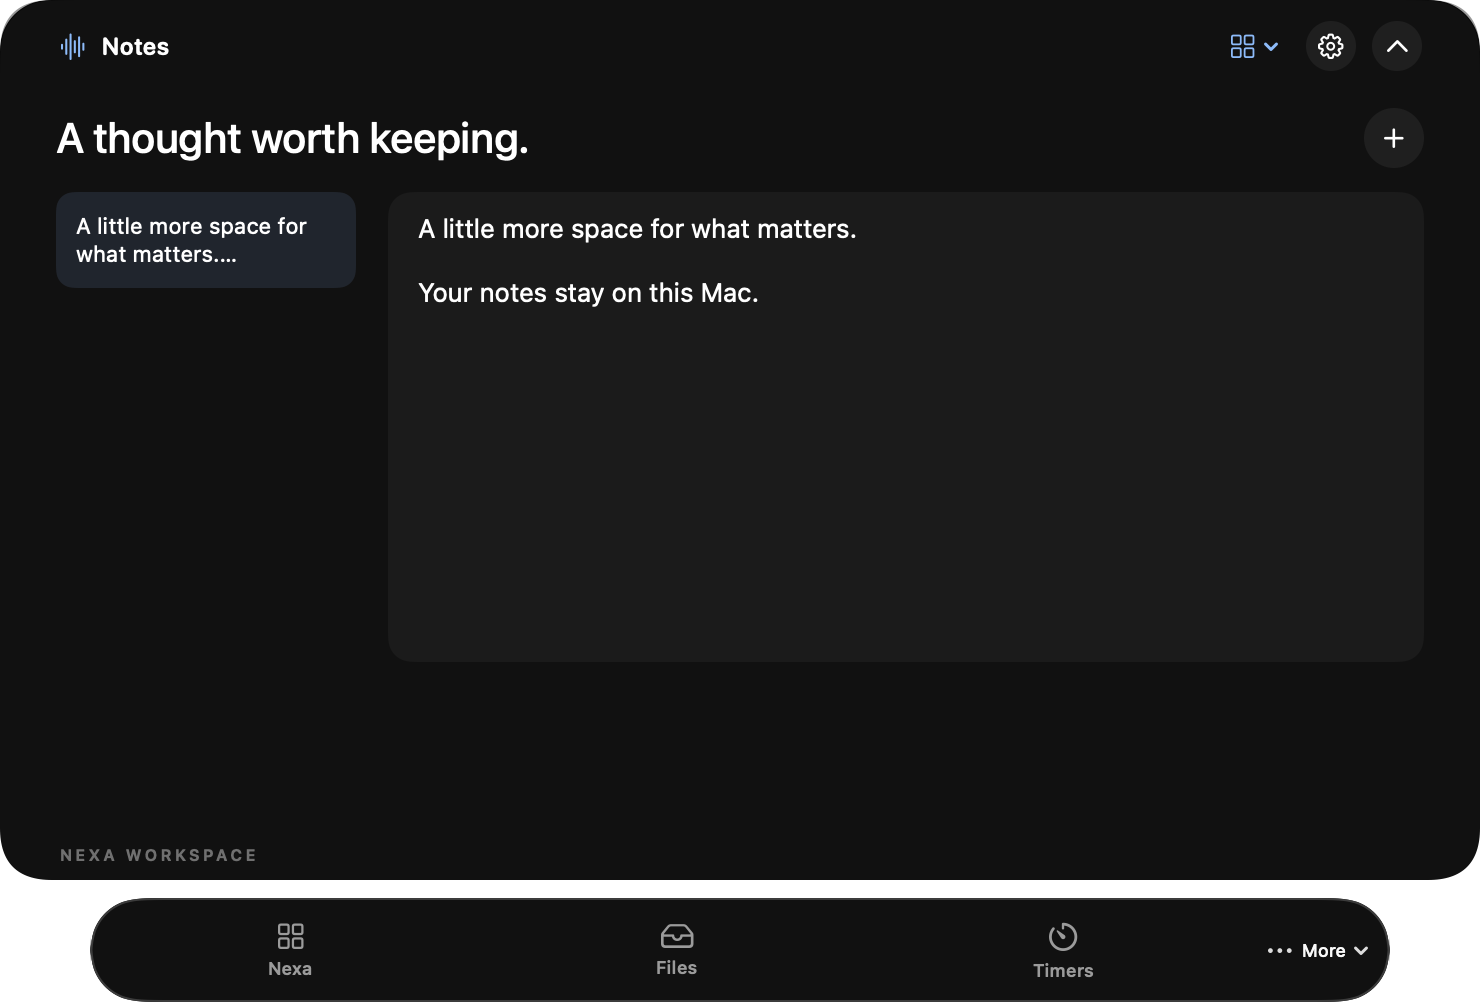 Notes
A thought worth keeping.
A little more space for
what matters....
A little more space for what matters.
Your notes stay on this Mac.
NEXA WORKSPACE
Nexa
Files
Timers
More